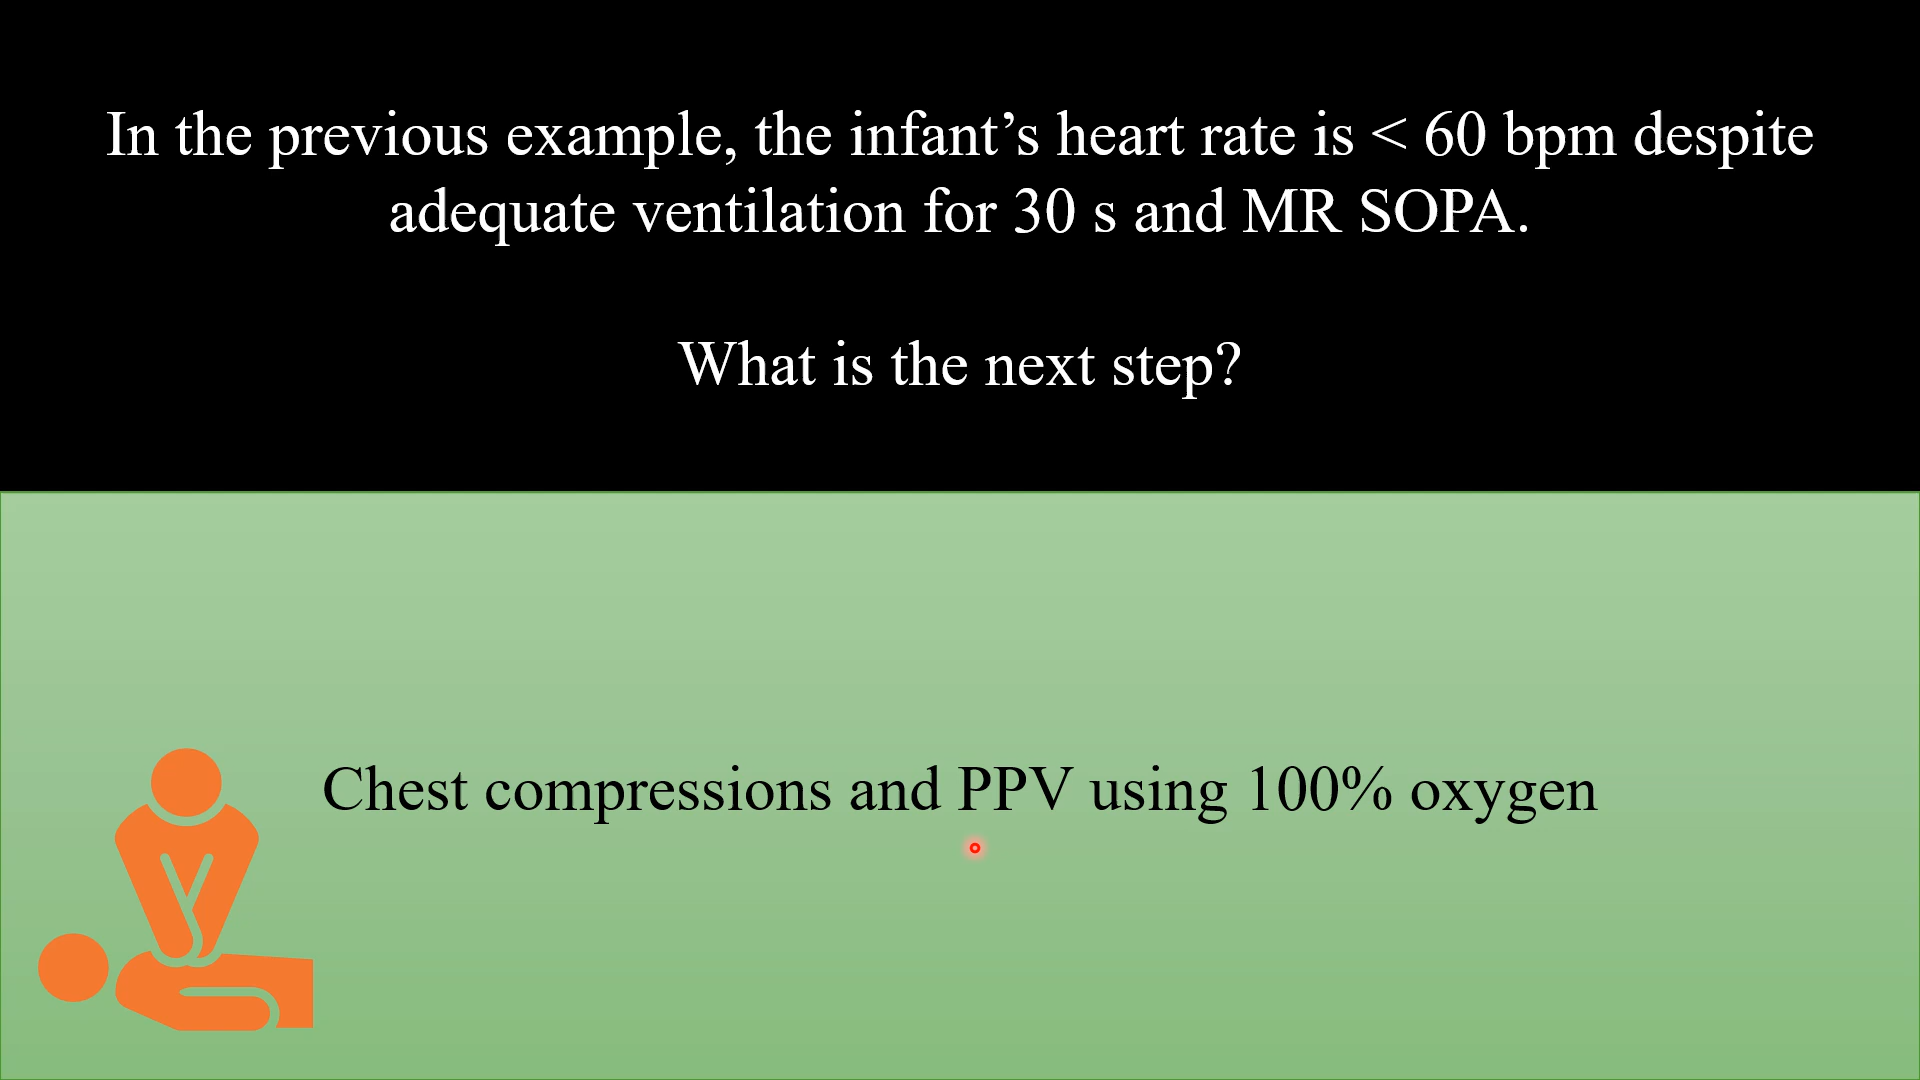 In the previous example, the infant’s heart rate is < 60 bpm despite
adequate ventilation for 30 s and MR SOPA.
What is the next step?
Chest compressions and PPV using 100% oxygen